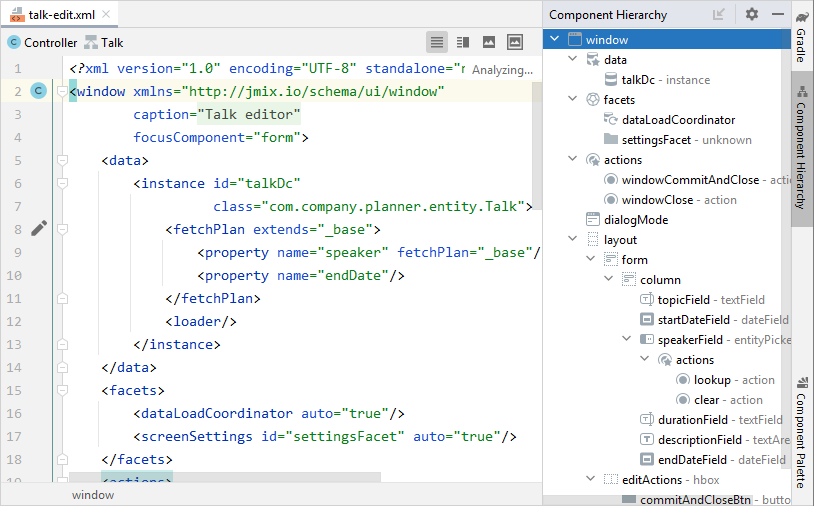 talk-edit.xml
Component Hierarchy
Controller Talk
1 <?xml version="1.0" encoding="UTF-8" standalone="
Analyzing...
2 <window xmlns="http://jmix.io/schema/ui/window"
3 caption="Talk editor"
4 focusComponent="form">
5 <data>
6 <instance id="talkDc"
7 class="com.company.planner.entity.Talk">
8 <fetchPlan extends="_base">
9 <property name="speaker" fetchPlan="_base"/
10 <property name="endDate"/>
11 </fetchPlan>
12 <loader/>
13 </instance>
14 </data>
15 <facets>
16 <dataLoadCoordinator auto="true"/>
17 <screenSettings id="settingsFacet" auto="true"/>
18 </facets>
<actions>
window
window
data
talkDc - instance
facets
dataLoadCoordinator
settingsFacet - unknown
actions
windowCommitAndClose - actio
windowClose - action
dialogMode
layout
form
column
topicField - textField
startDateField - dateField
speakerField - entityPicke
actions
lookup - action
clear - action
durationField - textField
descriptionField - textAre
endDateField - dateField
editActions - hbox
commitAndCloseBtn - butto
Gradle
Component Hierarchy
Component Palette